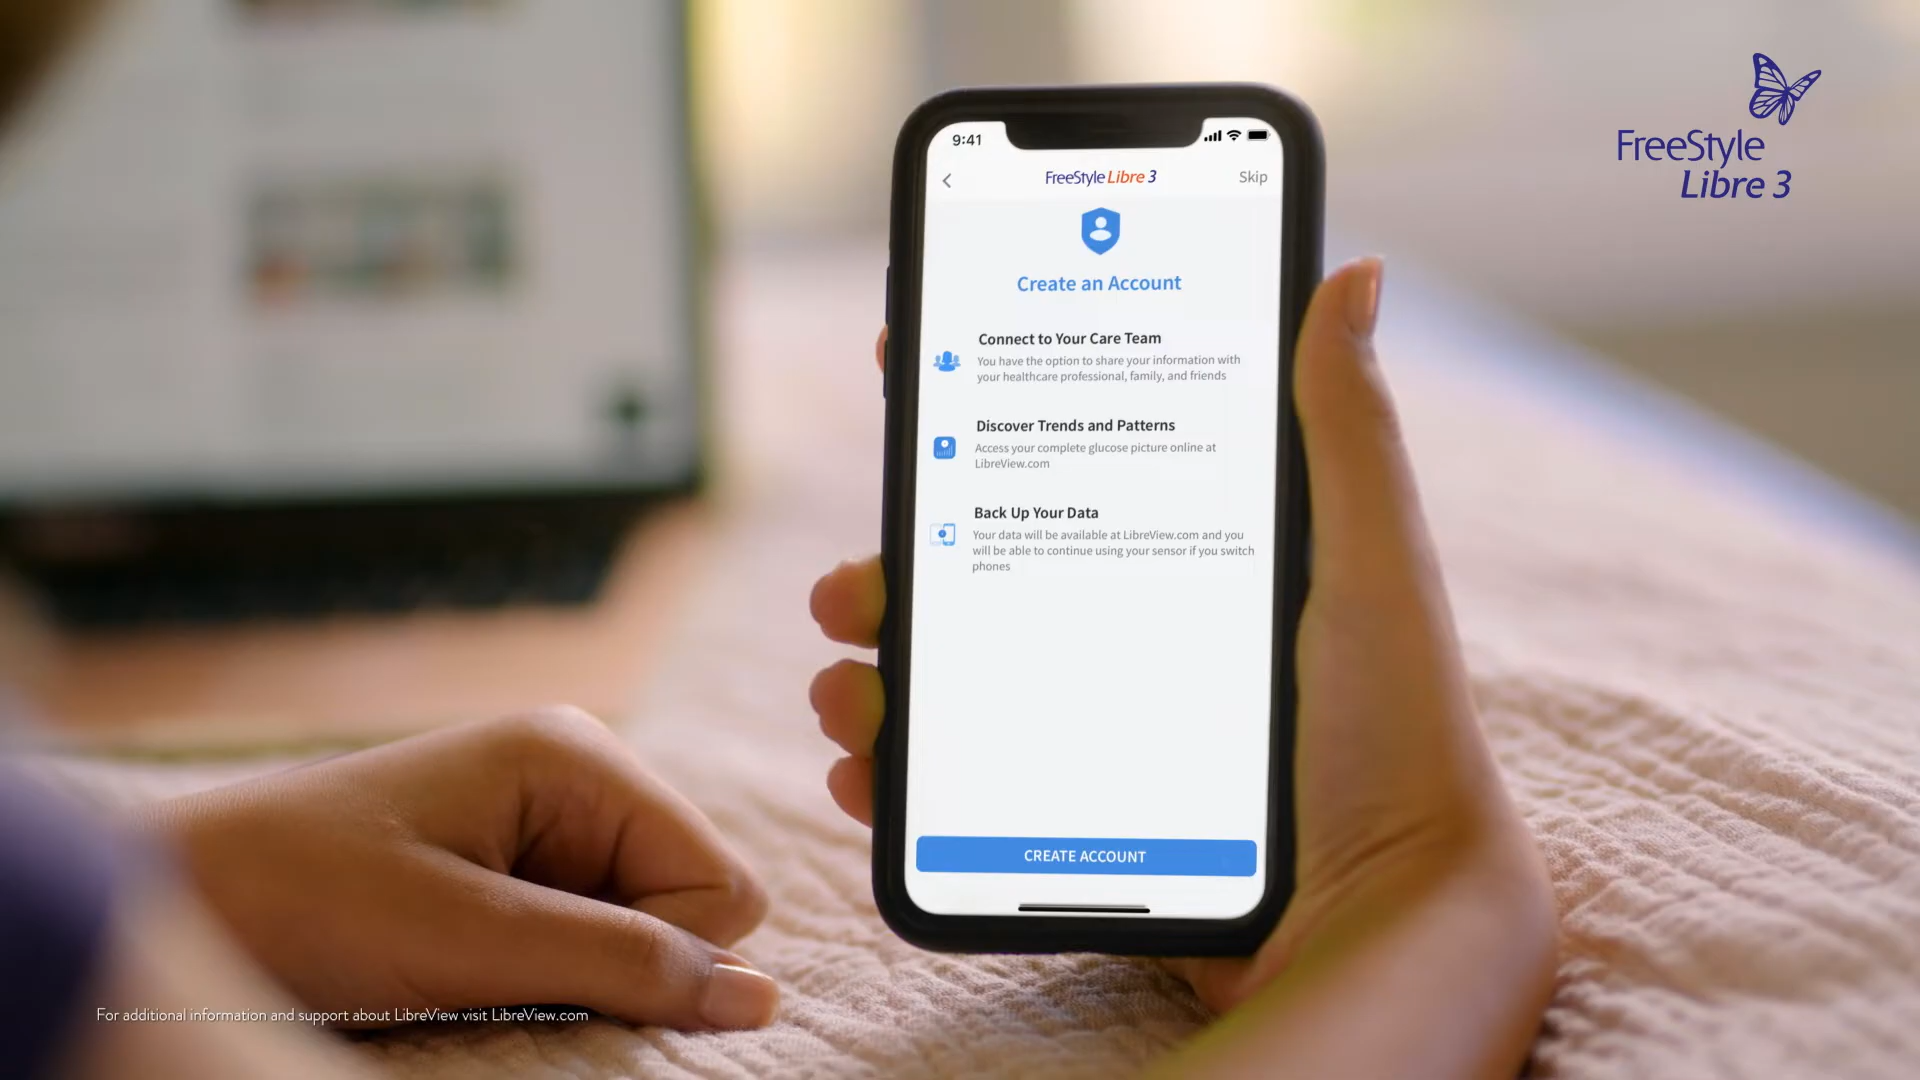 FreeStyle
Libre 3
9:41
FreeStyle Libre 3
Skip
Create an Account
Connect to Your Care Team
You have the option to share your information with
your healthcare professional, family, and friends
Discover Trends and Patterns
Access your complete glucose picture online at
LibreView.com
Back Up Your Data
Your data will be available at LibreView.com and you
will be able to continue using your sensor if you switch
phones
CREATE ACCOUNT
For additional information and support about LibreView visit LibreView.com